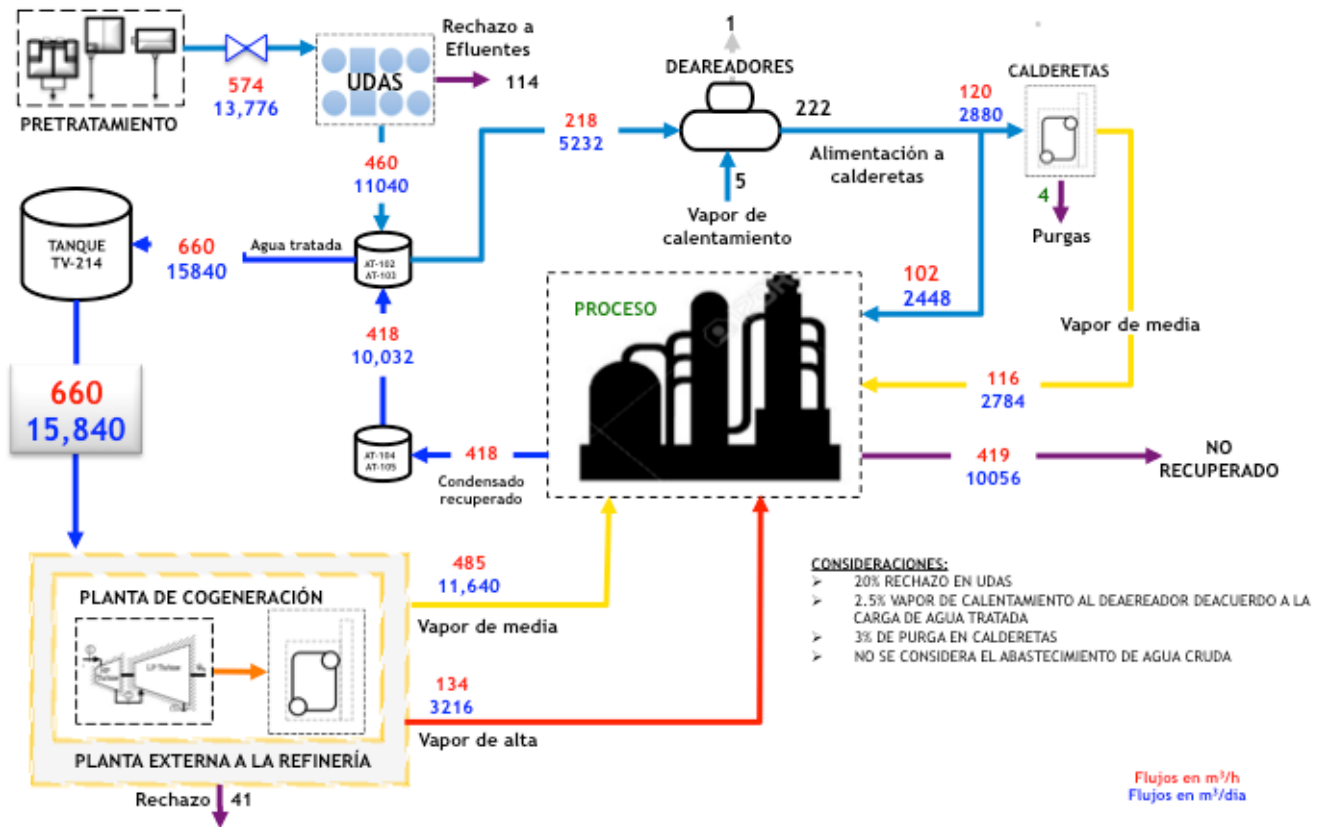 PRETRATAMIENTO
574
13,776
UDAS
Rechazo a
Efluentes
114
460
11040
218
5232
1
DEAREADORES
222
Alimentación a
calderetas
5
Vapor de
calentamiento
CALDERETAS
120
2880
4
Purgas
102
2448
Vapor de media
116
2784
TANQUE
TV-214
660
15840
Agua tratada
AT-102
AT-103
418
10,032
AT-104
AT-105
418
Condensado
recuperado
PROCESO
419
10056
NO
RECUPERADO
660
15,840
PLANTA DE COGENERACIÓN
PLANTA EXTERNA A LA REFINERÍA
Rechazo 41
485
11,640
Vapor de media
134
3216
Vapor de alta
CONSIDERACIONES:
➢ 20% RECHAZO EN UDAS
➢ 2.5% VAPOR DE CALENTAMIENTO AL DEAEREADOR DEACUERDO A LA
CARGA DE AGUA TRATADA
➢ 3% DE PURGA EN CALDERETAS
➢ NO SE CONSIDERA EL ABASTECIMIENTO DE AGUA CRUDA
Flujos en m³/h
Flujos en m³/dia